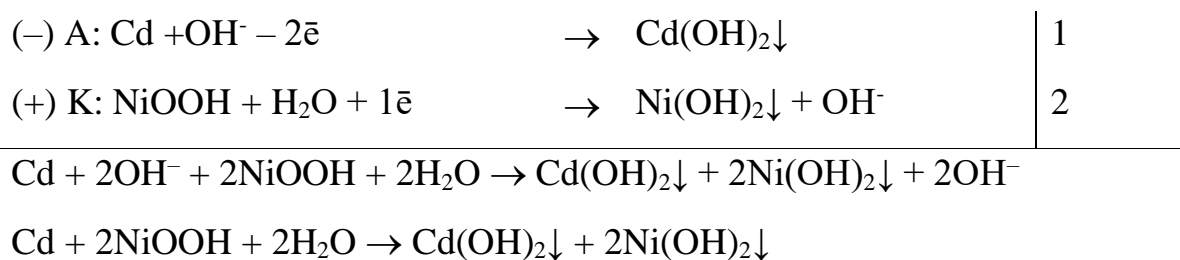 (–) A: Cd +OH⁻ – 2ē → Cd(OH)₂↓ 1
(+) K: NiOOH + H₂O + 1ē → Ni(OH)₂↓ + OH⁻ 2
Cd + 2OH⁻ + 2NiOOH + 2H₂O → Cd(OH)₂↓ + 2Ni(OH)₂↓ + 2OH⁻
Cd + 2NiOOH + 2H₂O → Cd(OH)₂↓ + 2Ni(OH)₂↓